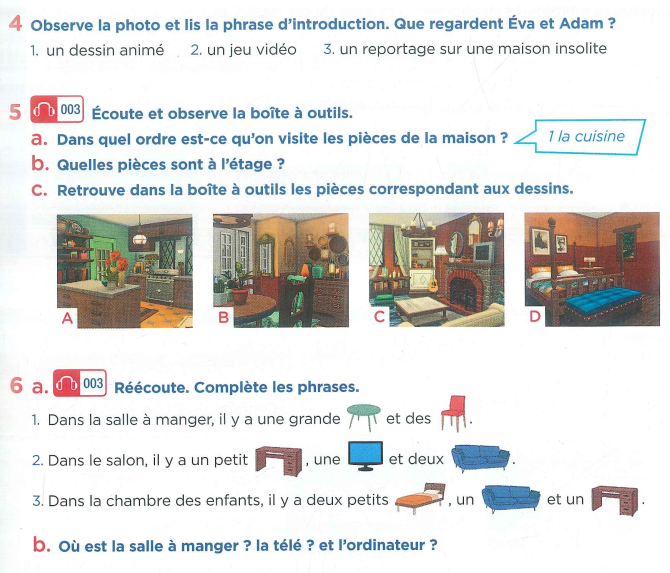 4 Observe la photo et lis la phrase d'introduction. Que regardent Éva et Adam ?
1. un dessin animé 2. un jeu vidéo 3. un reportage sur une maison insolite
5 003 Écoute et observe la boîte à outils.
a. Dans quel ordre est-ce qu'on visite les pièces de la maison ? 1 la cuisine
b. Quelles pièces sont à l'étage ?
c. Retrouve dans la boîte à outils les pièces correspondant aux dessins.
A B C D
6 a. 003 Réécoute. Complète les phrases.
1. Dans la salle à manger, il y a une grande et des .
2. Dans le salon, il y a un petit , une et deux .
3. Dans la chambre des enfants, il y a deux petits , un et un .
b. Où est la salle à manger ? la télé ? et l'ordinateur ?